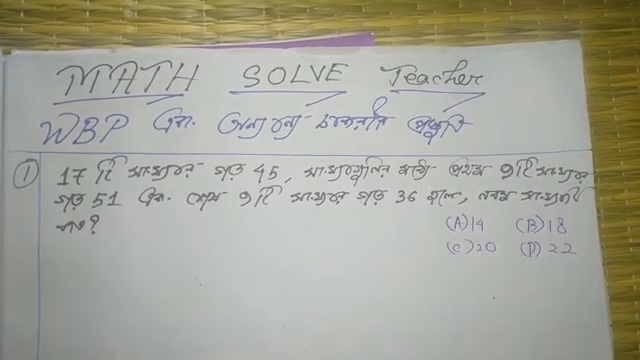 MATH SOLVE Teacher
WBP এবং অন্যান্য চাকরির প্রস্তুতি
① 17 টি সংখ্যার গড় 45, সংখ্যাগুলির মধ্যে প্রথম 9টি সংখ্যার
গড় 51 এবং শেষ 9টি সংখ্যার গড় 36 হলে, নবম সংখ্যাটি
কত?
(A) 14 (B) 18
(C) 20 (D) 22